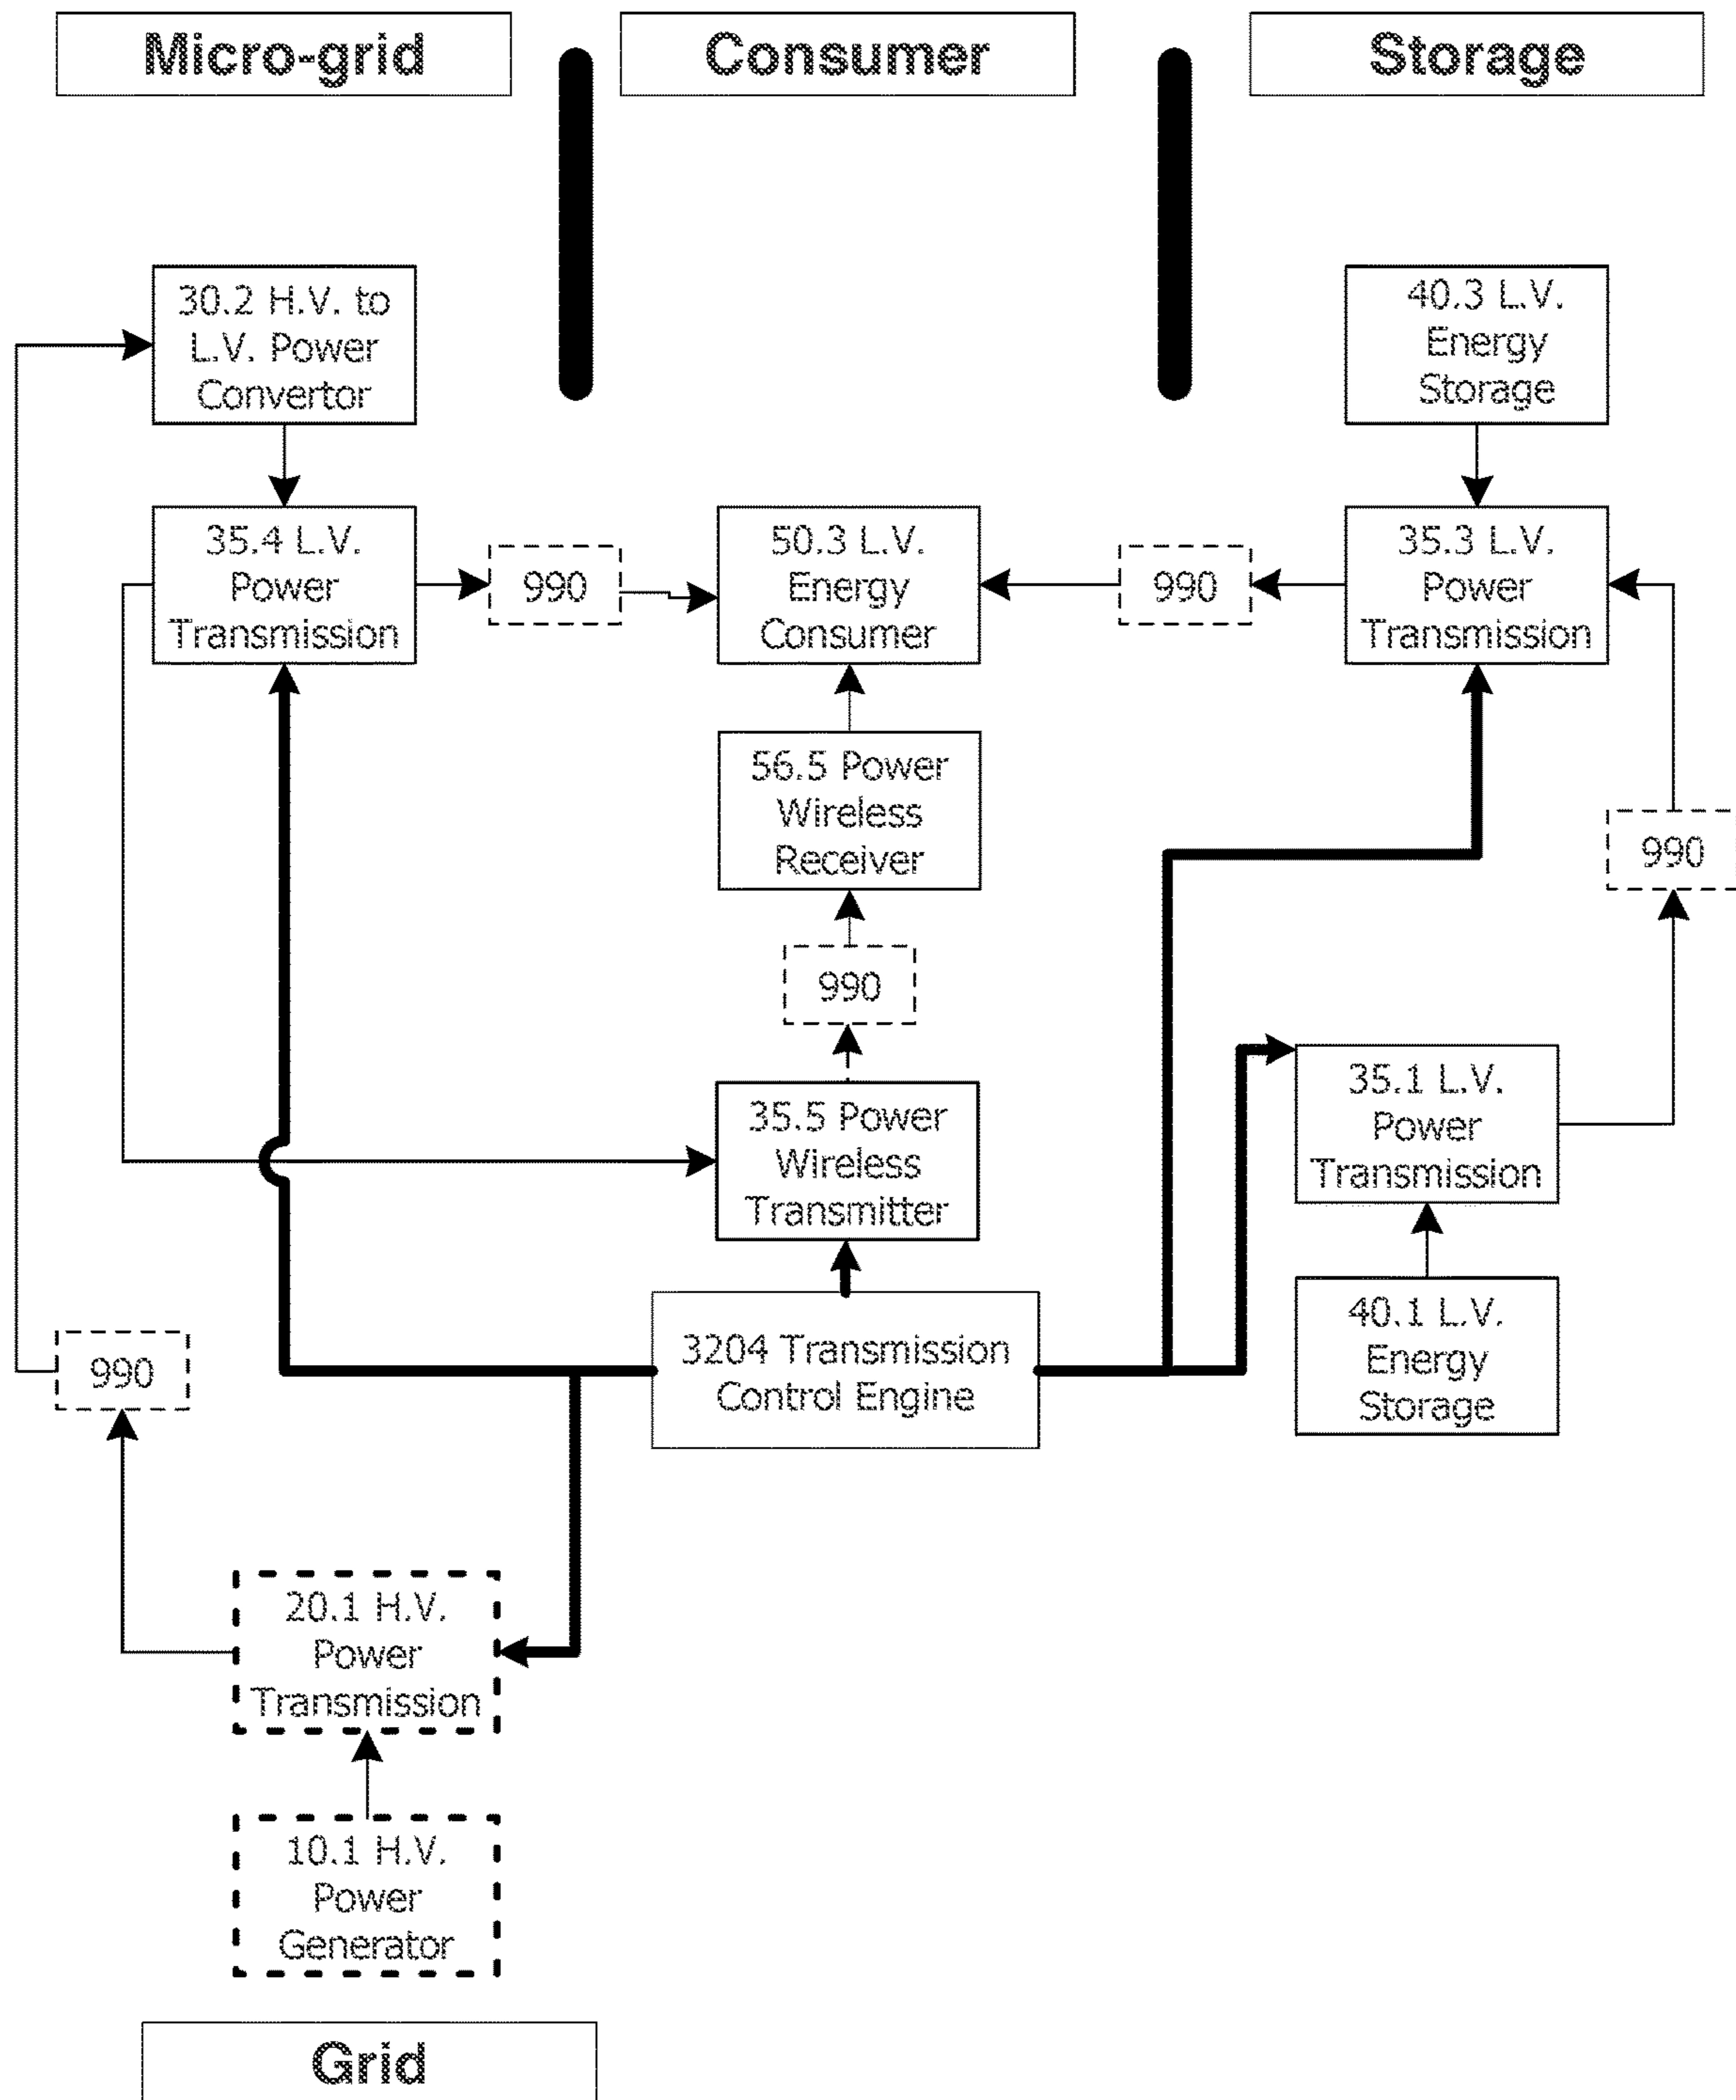 Micro-grid
Consumer
Storage
30.2 H.V. to
L.V. Power
Convertor
40.3 L.V.
Energy
Storage
35.4 L.V.
Power
Transmission
990
50.3 L.V.
Energy
Consumer
990
35.3 L.V.
Power
Transmission
56.5 Power
Wireless
Receiver
990
990
35.5 Power
Wireless
Transmitter
35.1 L.V.
Power
Transmission
3204 Transmission
Control Engine
40.1 L.V.
Energy
Storage
990
20.1 H.V.
Power
Transmission
10.1 H.V.
Power
Generator
Grid